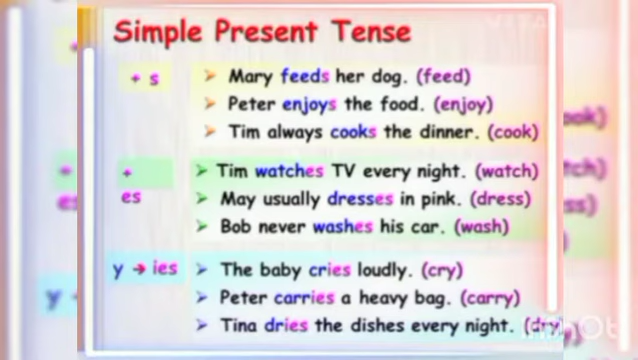 Simple Present Tense
+ s
➢ Mary feeds her dog. (feed)
➢ Peter enjoys the food. (enjoy)
➢ Tim always cooks the dinner. (cook)
+
es
➢ Tim watches TV every night. (watch)
➢ May usually dresses in pink. (dress)
➢ Bob never washes his car. (wash)
y → ies
➢ The baby cries loudly. (cry)
➢ Peter carries a heavy bag. (carry)
➢ Tina dries the dishes every night. (dry